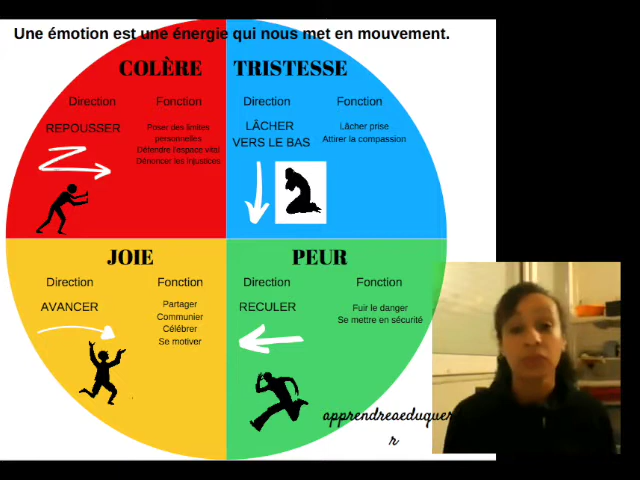 Une émotion est une énergie qui nous met en mouvement.
COLÈRE
Direction
Fonction
REPOUSSER
Poser des limites
personnelles
Défendre l'espace vital
Dénoncer les injustices
TRISTESSE
Direction
Fonction
LÂCHER
VERS LE BAS
Lâcher prise
Attirer la compassion
JOIE
Direction
Fonction
AVANCER
Partager
Communier
Célébrer
Se motiver
PEUR
Direction
Fonction
RECULER
Fuir le danger
Se mettre en sécurité
apprendreaeduquer
r